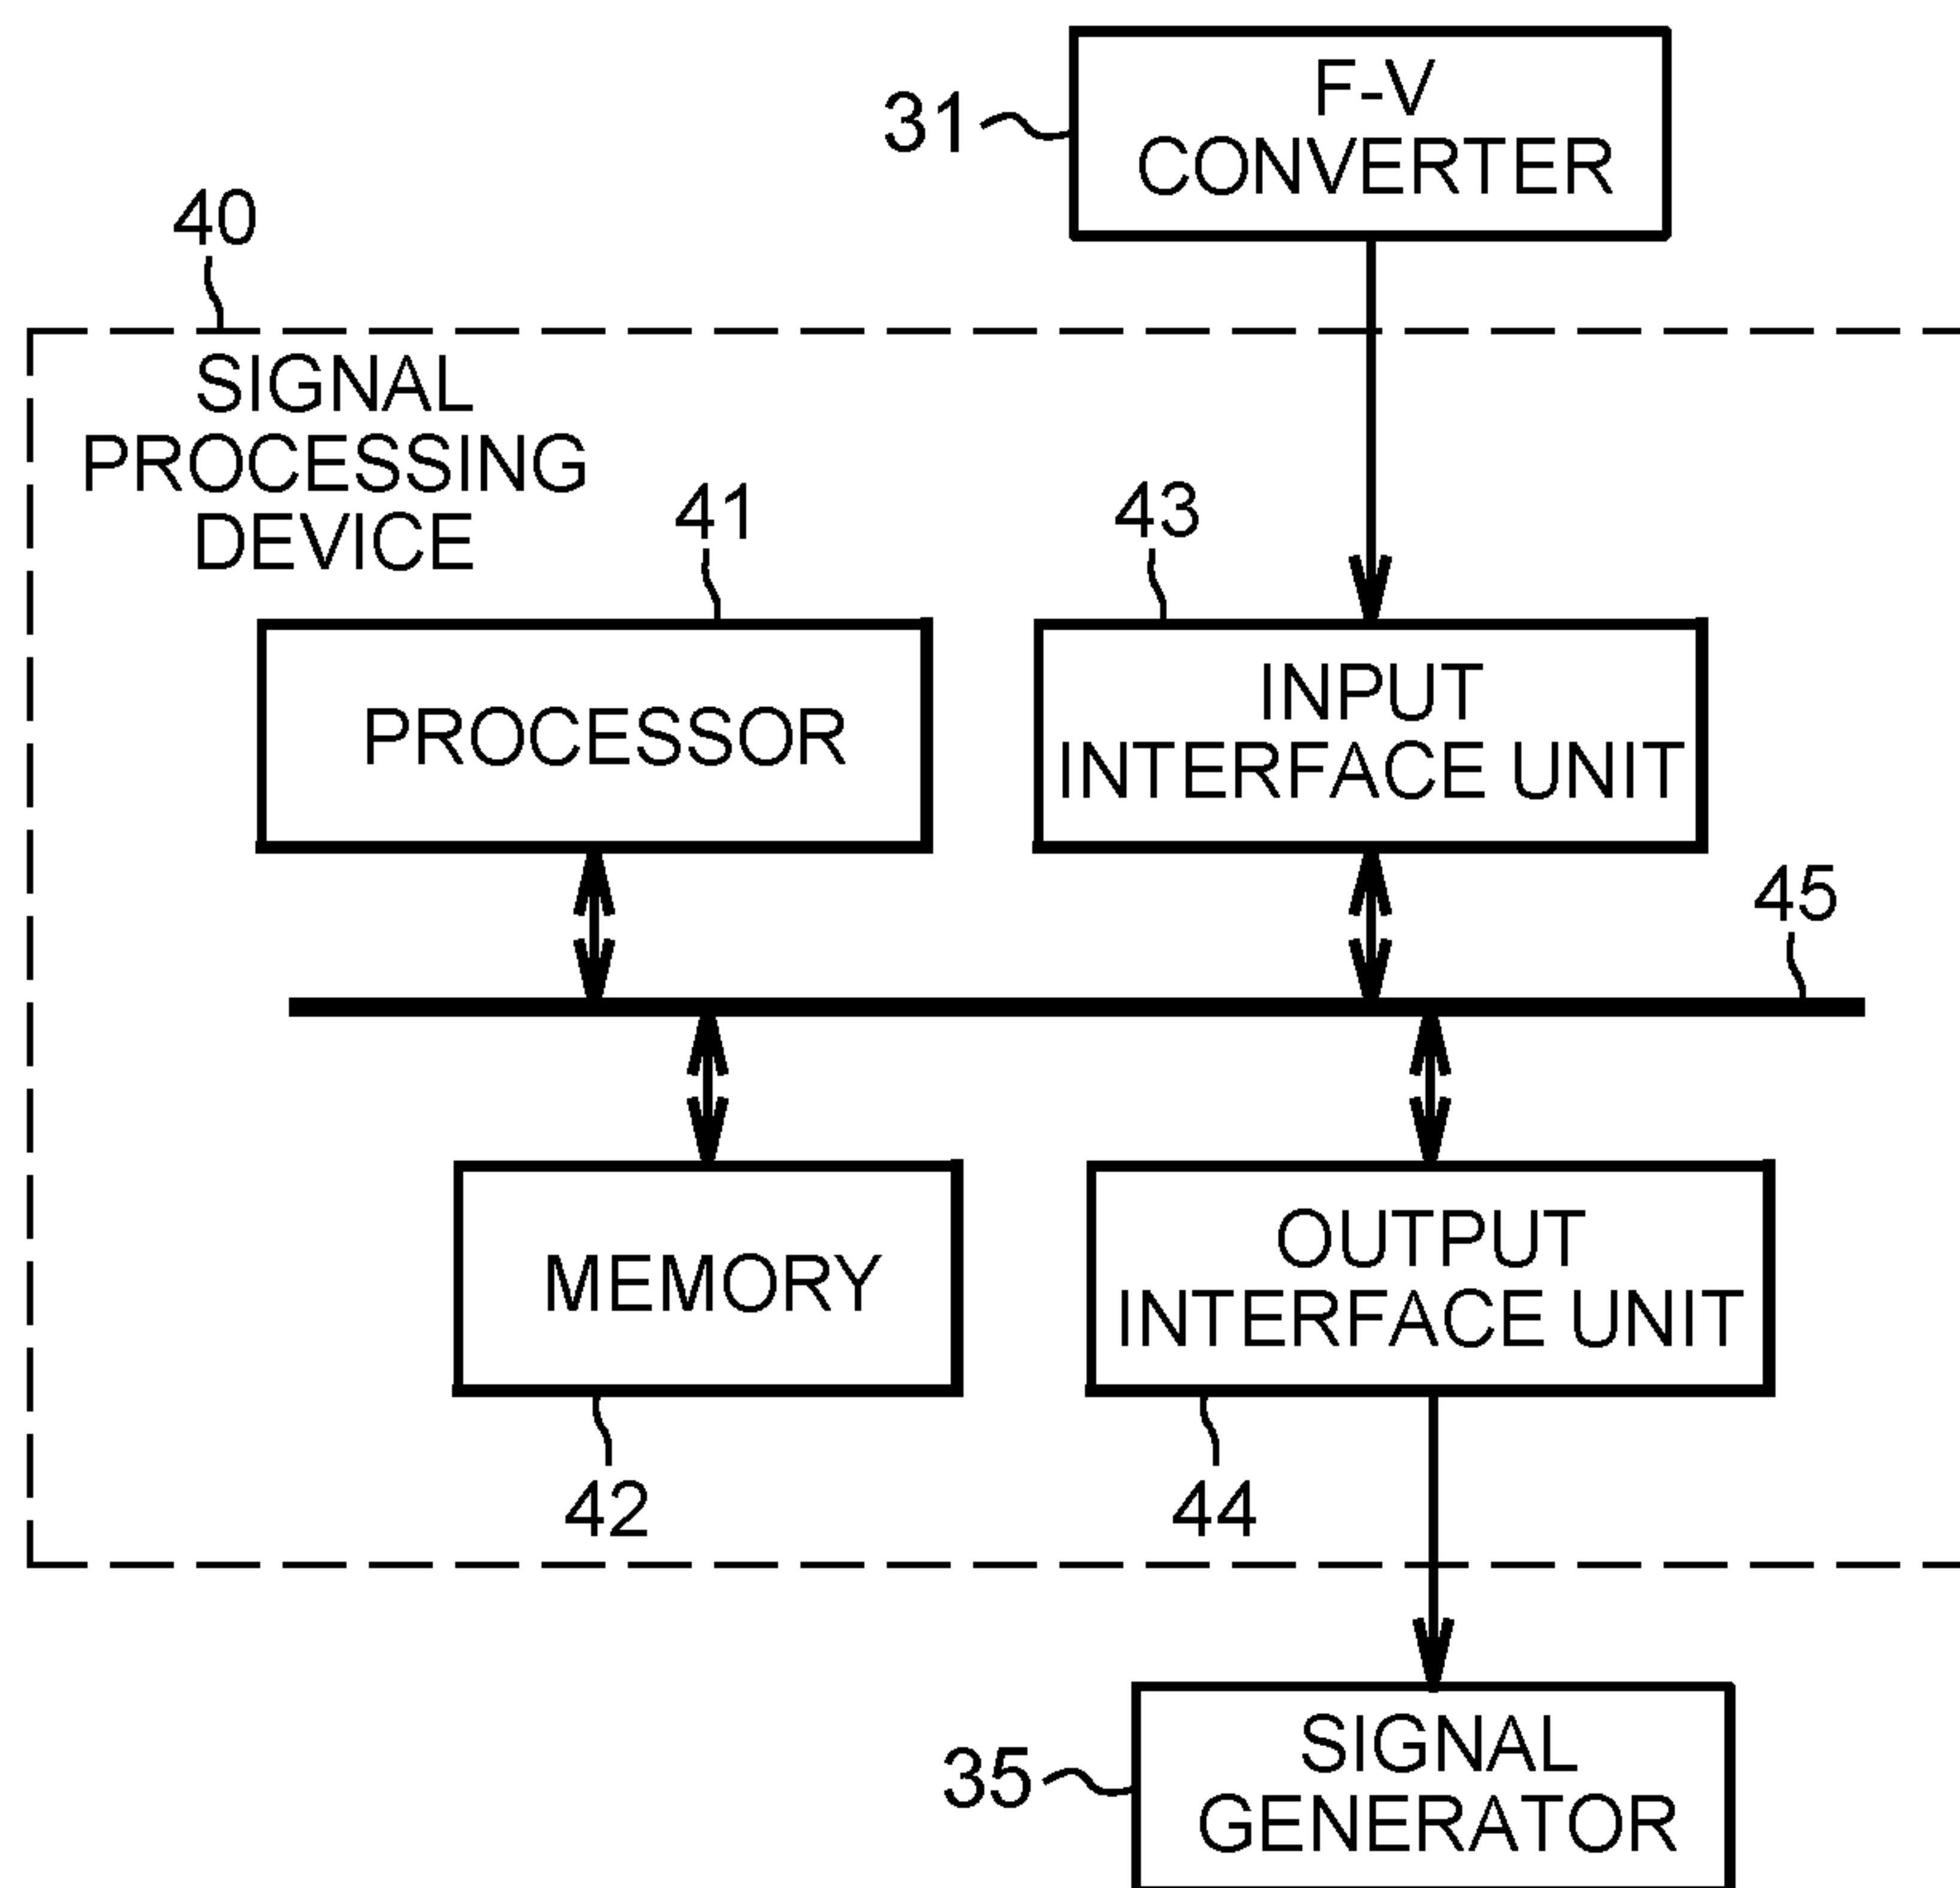 F-V
CONVERTER
31
40
SIGNAL
PROCESSING
DEVICE
41
43
PROCESSOR
INPUT
INTERFACE UNIT
45
MEMORY
OUTPUT
INTERFACE UNIT
42
44
35
SIGNAL
GENERATOR